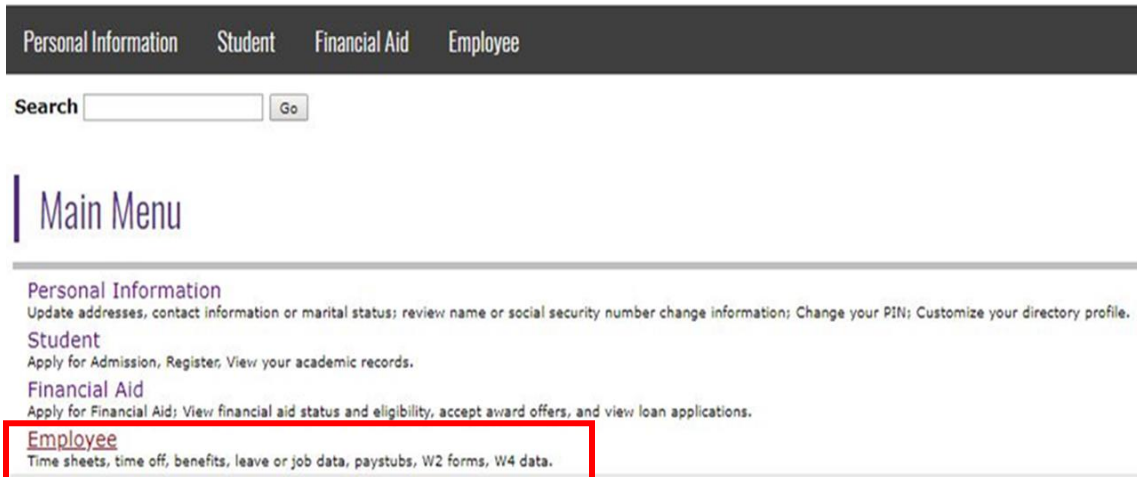 Personal Information Student Financial Aid Employee
Search Go
Main Menu
Personal Information
Update addresses, contact information or marital status; review name or social security number change information; Change your PIN; Customize your directory profile.
Student
Apply for Admission, Register, View your academic records.
Financial Aid
Apply for Financial Aid; View financial aid status and eligibility, accept award offers, and view loan applications.
Employee
Time sheets, time off, benefits, leave or job data, paystubs, W2 forms, W4 data.